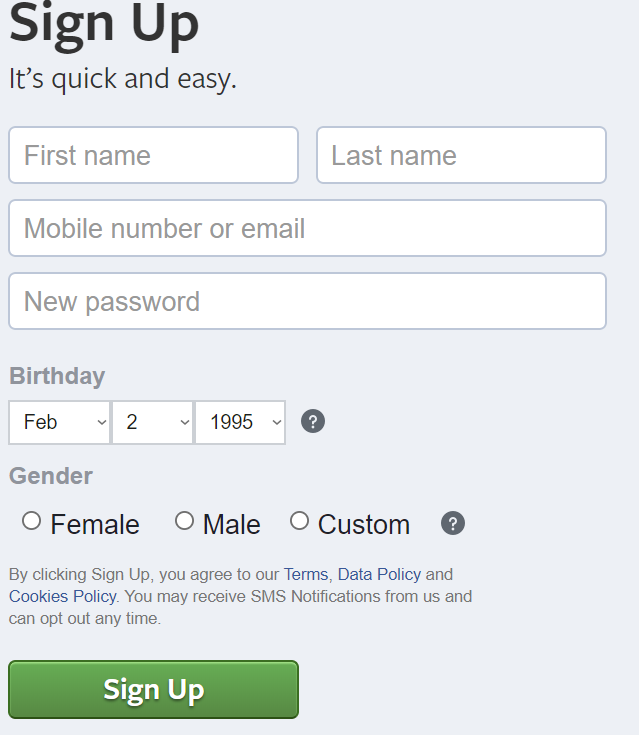 Sign Up
It's quick and easy.
First name Last name
Mobile number or email
New password
Birthday
Feb 2 1995 ?
Gender
Female Male Custom ?
By clicking Sign Up, you agree to our Terms, Data Policy and
Cookies Policy. You may receive SMS Notifications from us and
can opt out any time.
Sign Up